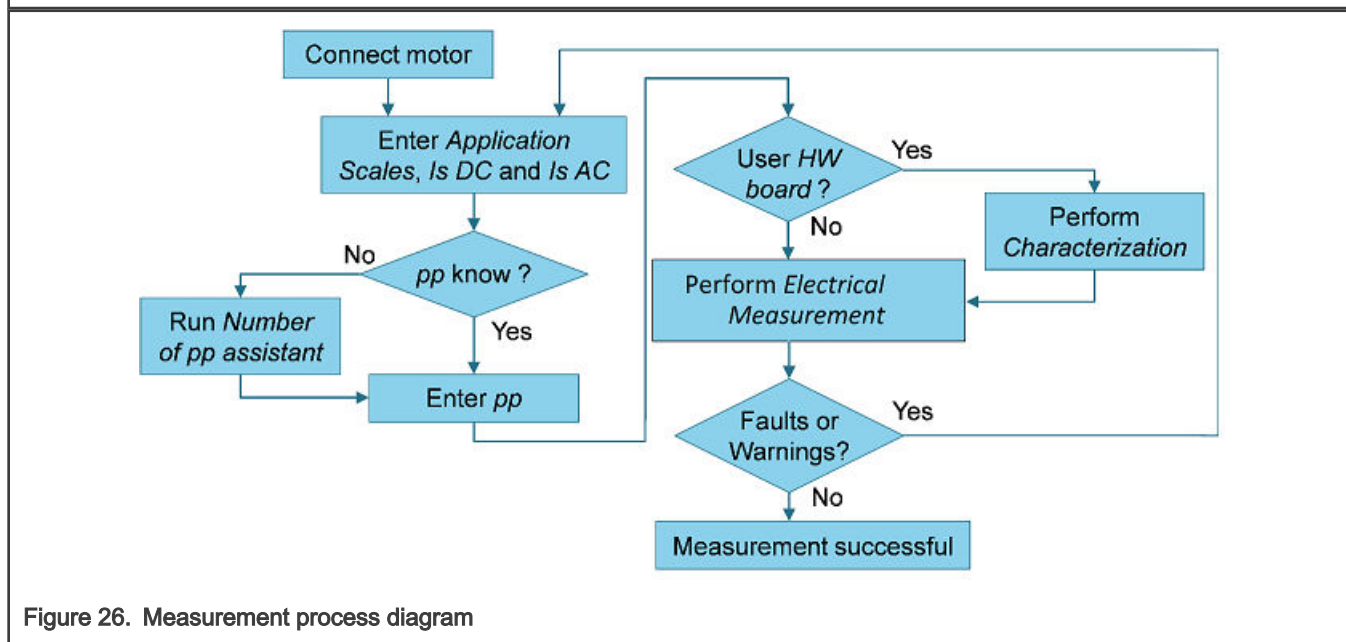 Connect motor
Enter Application
Scales, Is DC and Is AC
No
pp know ?
Run Number
of pp assistant
Yes
Enter pp
User HW
board ?
Yes
No
Perform
Characterization
Perform Electrical
Measurement
Faults or
Warnings?
Yes
No
Measurement successful
Figure 26. Measurement process diagram